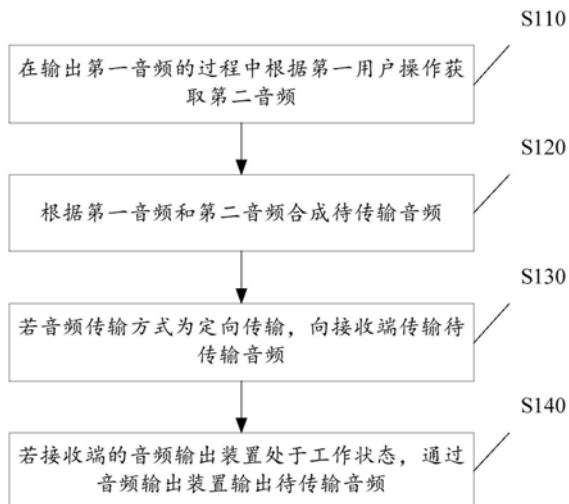 S110
在输出第一音频的过程中根据第一用户操作获
取第二音频
S120
根据第一音频和第二音频合成待传输音频
S130
若音频传输方式为定向传输，向接收端传输待
传输音频
S140
若接收端的音频输出装置处于工作状态，通过
音频输出装置输出待传输音频